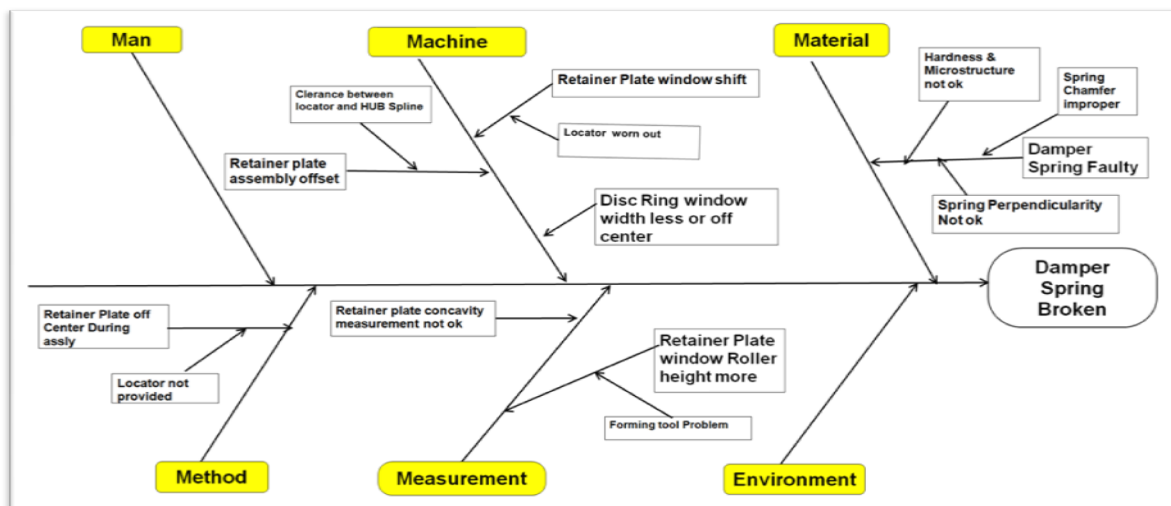 Man
Machine
Material
Hardness &
Microstructure
not ok
Spring
Chamfer
improper
Retainer Plate window shift
Clerance between
locator and HUB Spline
Locator worn out
Retainer plate
assembly offset
Damper
Spring Faulty
Disc Ring window
width less or off
center
Spring Perpendicularity
Not ok
Damper
Spring
Broken
Retainer Plate off
Center During
assly
Retainer plate concavity
measurement not ok
Retainer Plate
window Roller
height more
Locator not
provided
Forming tool Problem
Method
Measurement
Environment